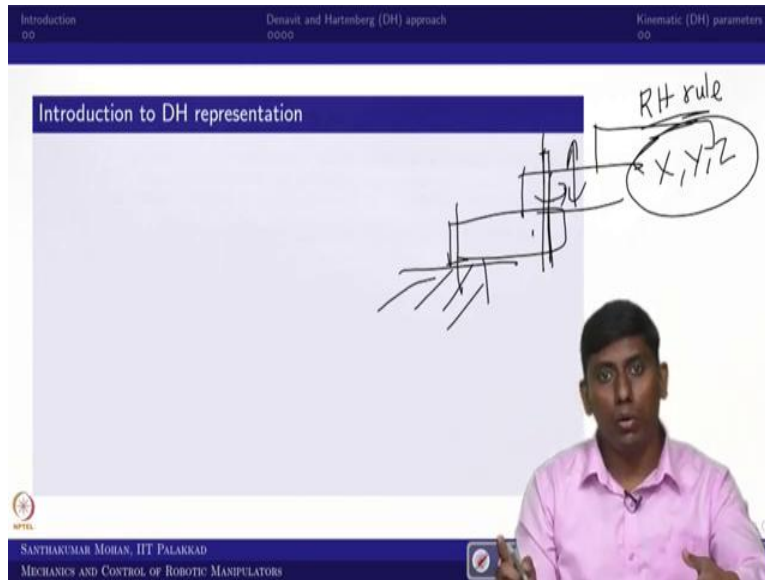 Introduction Denavit and Hartenberg (DH) approach Kinematic (DH) parameters
Introduction to DH representation
RH rule
X, Y, Z
NPTEL
SANTHAKUMAR MOHAN, IIT PALAKKAD
MECHANICS AND CONTROL OF ROBOTIC MANIPULATORS